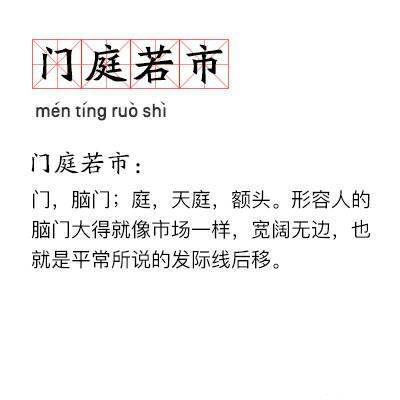 门庭若市
mén tíng ruò shì
门庭若市：
门，脑门；庭，天庭，额头。形容人的
脑门大得就像市场一样，宽阔无边，也
就是平常所说的发际线后移。